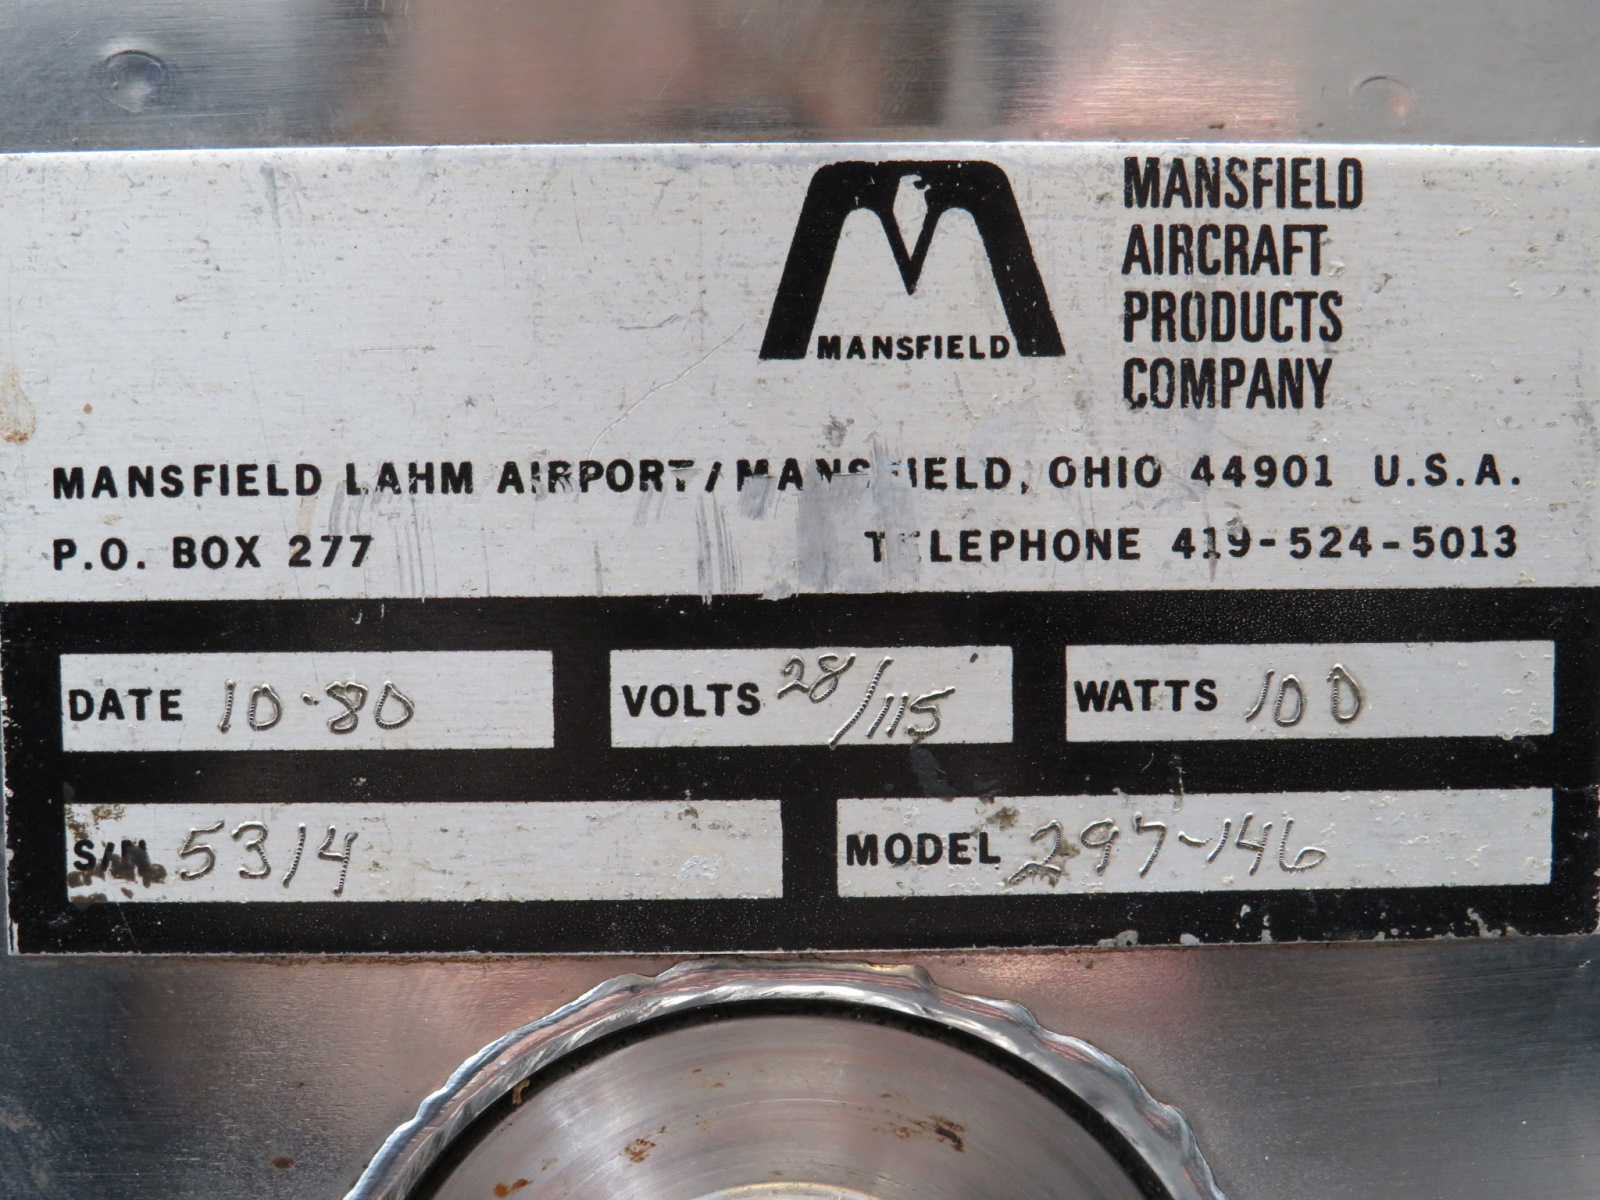 MANSFIELD
AIRCRAFT
PRODUCTS
COMPANY
MANSFIELD
MANSFIELD LAHM AIRPORT/MANSFIELD, OHIO 44901 U.S.A.
P.O. BOX 277 TELEPHONE 419-524-5013
DATE 10-80 VOLTS 28/115 WATTS 100
S/N 5314 MODEL 297-146